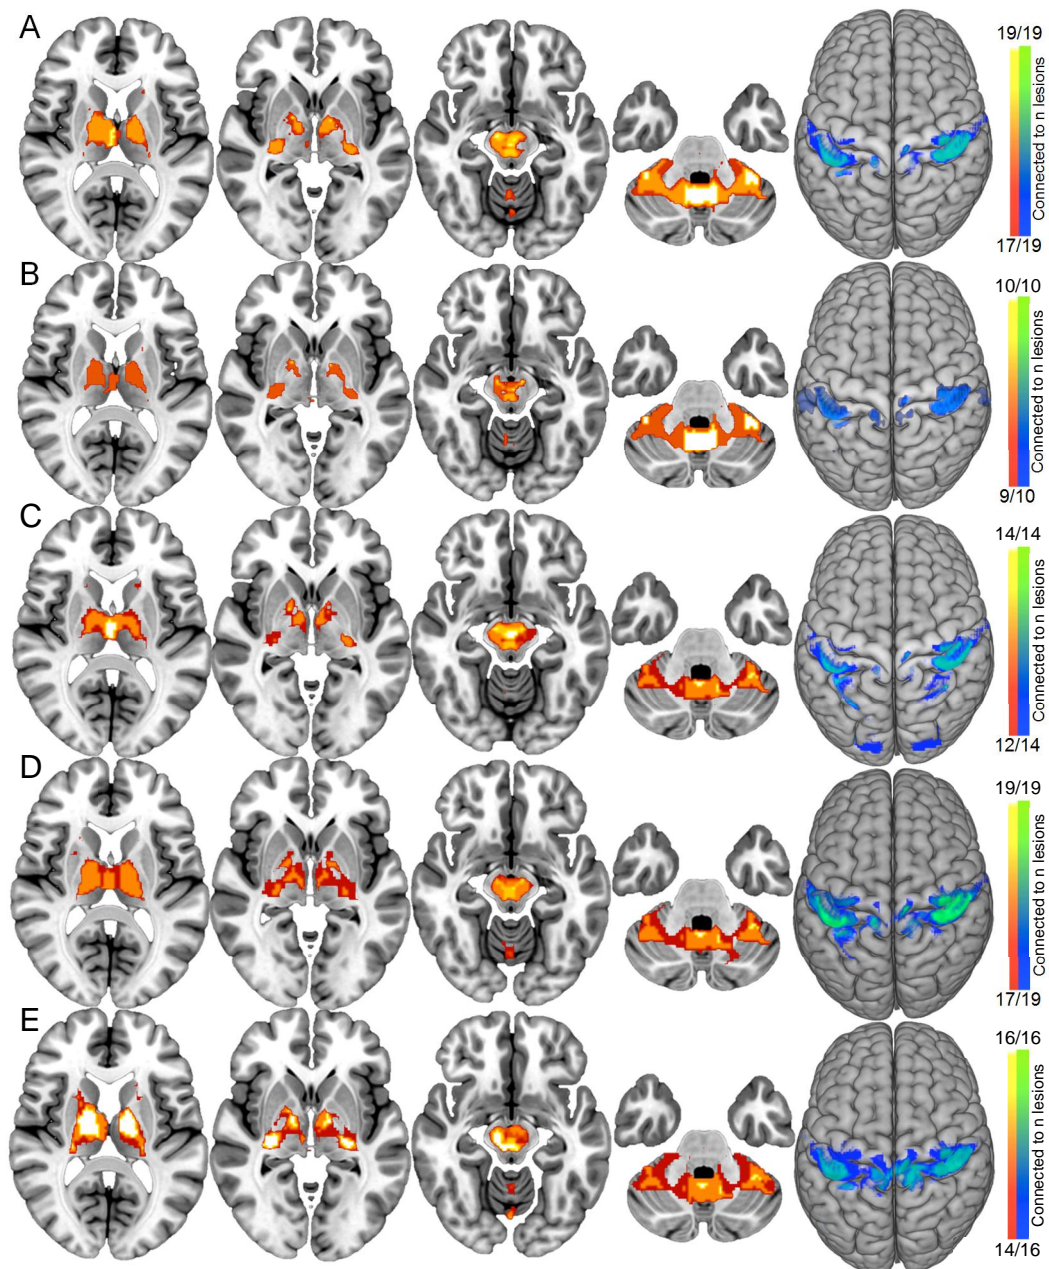 A
19/19
Connected to n lesions
17/19
B
10/10
Connected to n lesions
9/10
C
14/14
Connected to n lesions
12/14
D
19/19
Connected to n lesions
17/19
E
16/16
Connected to n lesions
14/16